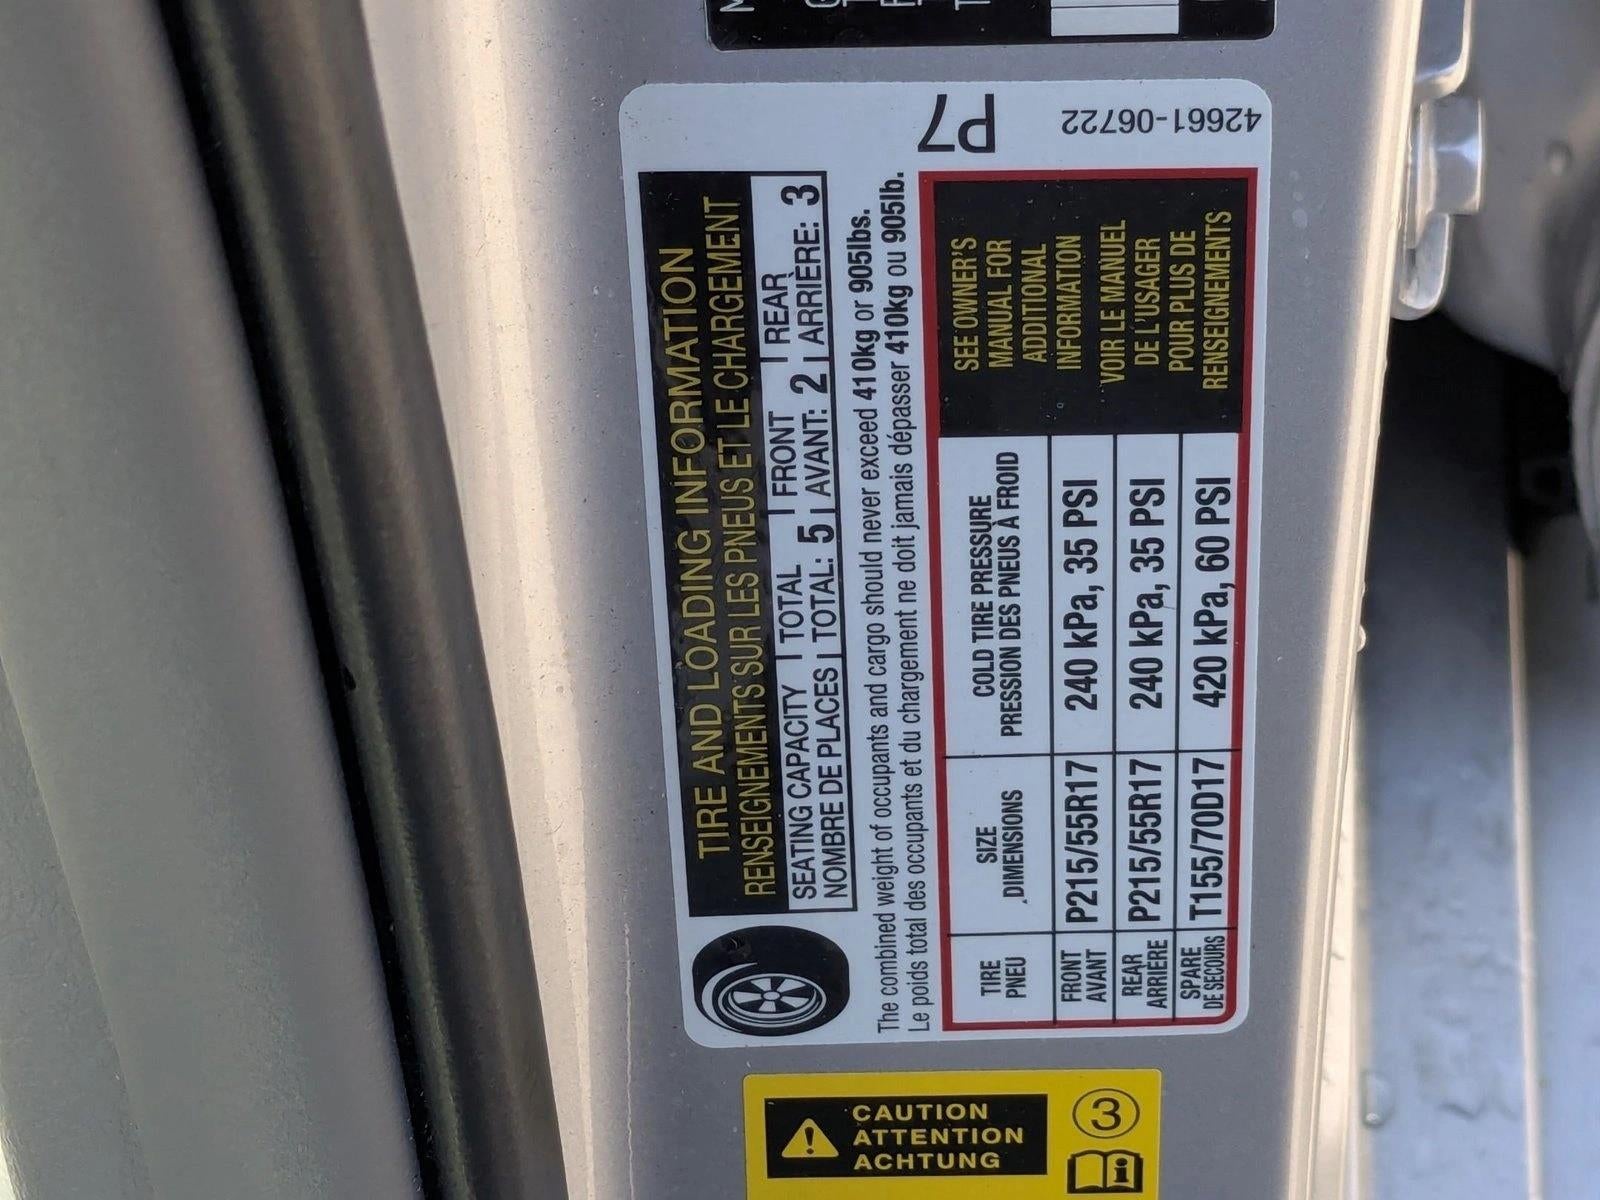 TIRE AND LOADING INFORMATION
RENSEIGNEMENTS SUR LES PNEUS ET LE CHARGEMENT
SEATING CAPACITY TOTAL FRONT REAR
NOMBRE DE PLACES TOTAL: 5 AVANT: 2 ARRIÈRE: 3
The combined weight of occupants and cargo should never exceed 410kg or 905lbs.
Le poids total des occupants et du chargement ne doit jamais dépasser 410kg ou 905lb.
TIRE
PNEU
SIZE
DIMENSIONS
COLD TIRE PRESSURE
PRESSION DES PNEUS À FROID
FRONT
AVANT
P215/55R17
240 kPa, 35 PSI
REAR
ARRIÈRE
P215/55R17
240 kPa, 35 PSI
SPARE
DE SECOURS
T155/70D17
420 kPa, 60 PSI
SEE OWNER'S
MANUAL FOR
ADDITIONAL
INFORMATION
VOIR LE MANUEL
DE L'USAGER
POUR PLUS DE
RENSEIGNEMENTS
P7
42661-06722
CAUTION
ATTENTION
ACHTUNG
3